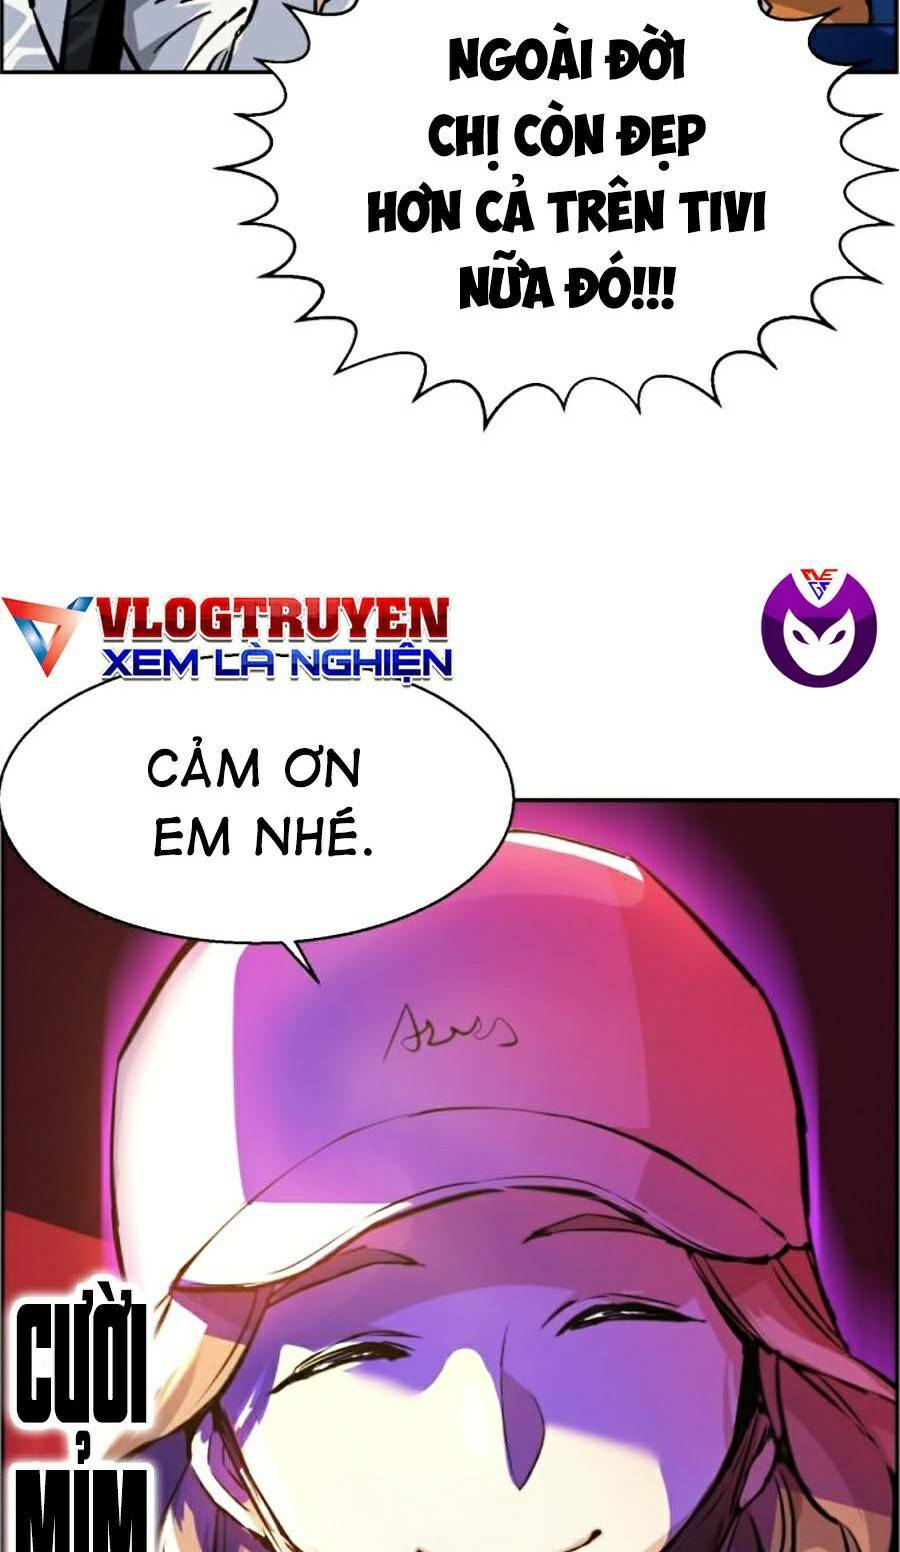 NGOÀI ĐỜI
CHỊ CÒN ĐẸP
HƠN CẢ TRÊN TIVI
NỮA ĐÓ!!!
VLOGTRUYEN
XEM LÀ NGHIỆN
CẢM ƠN
EM NHÉ.
CƯỜI
MỈM